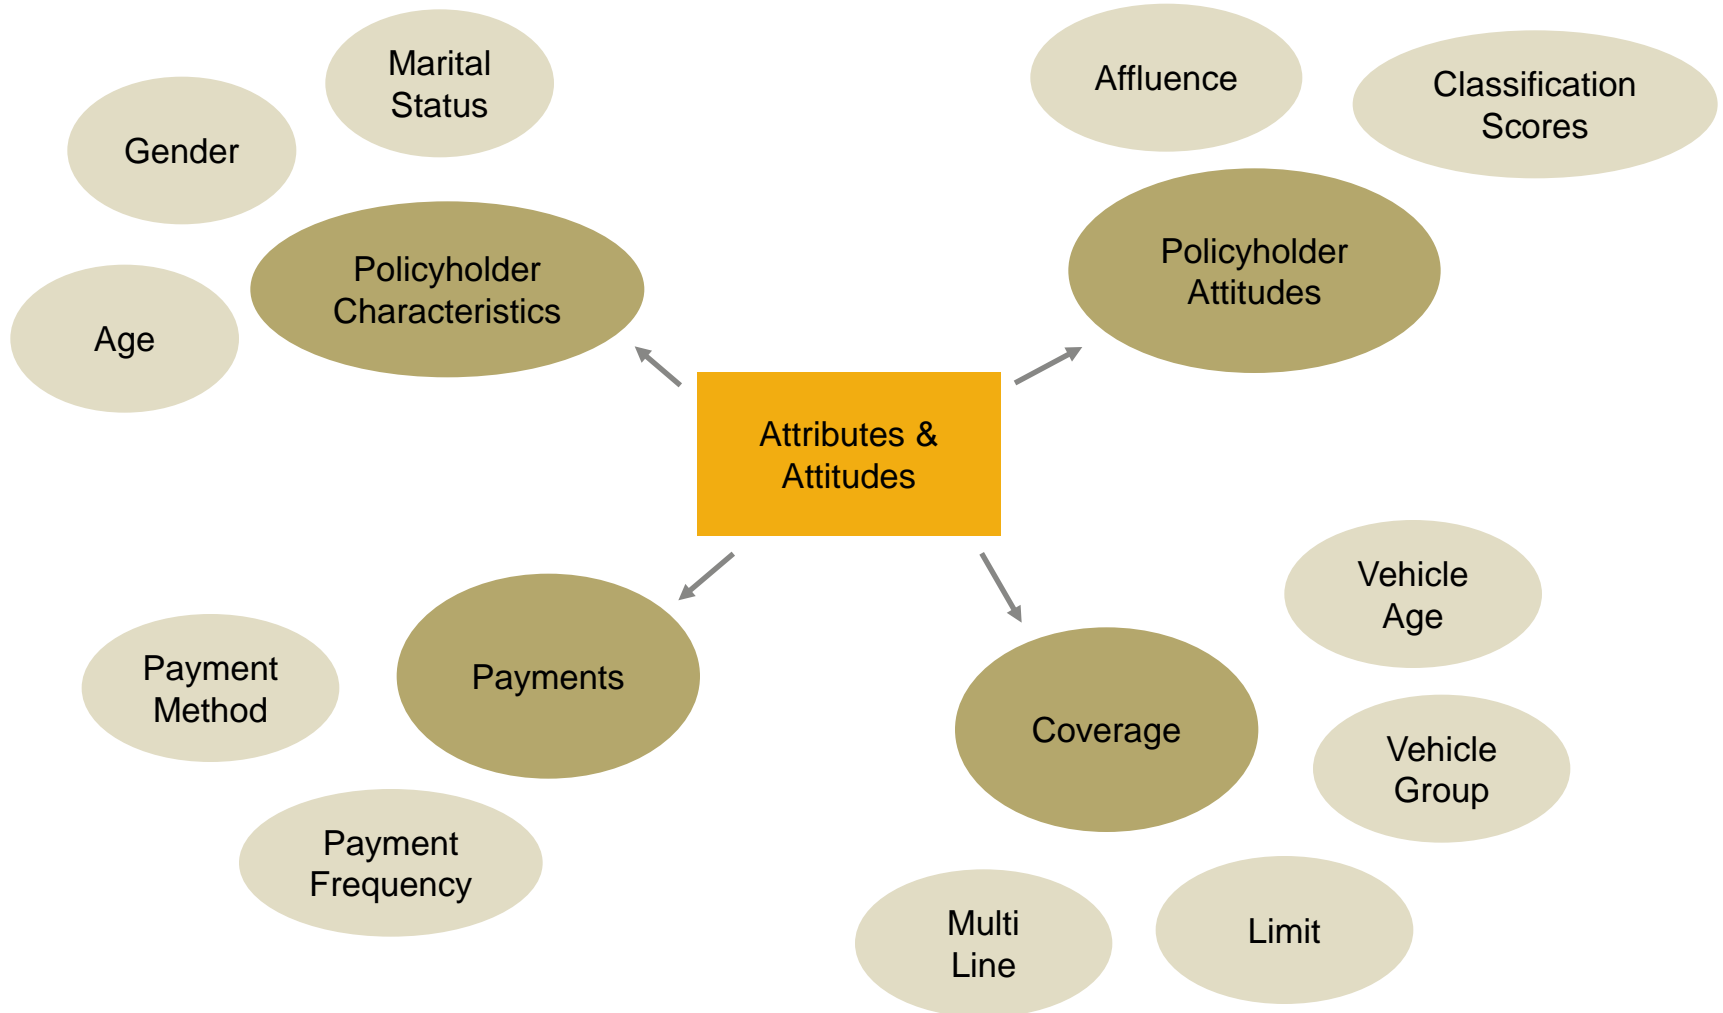 Marital
Status
Gender
Age
Policyholder
Characteristics
Affluence
Classification
Scores
Policyholder
Attitudes
Attributes &
Attitudes
Payment
Method
Payments
Payment
Frequency
Coverage
Vehicle
Age
Vehicle
Group
Multi
Line
Limit